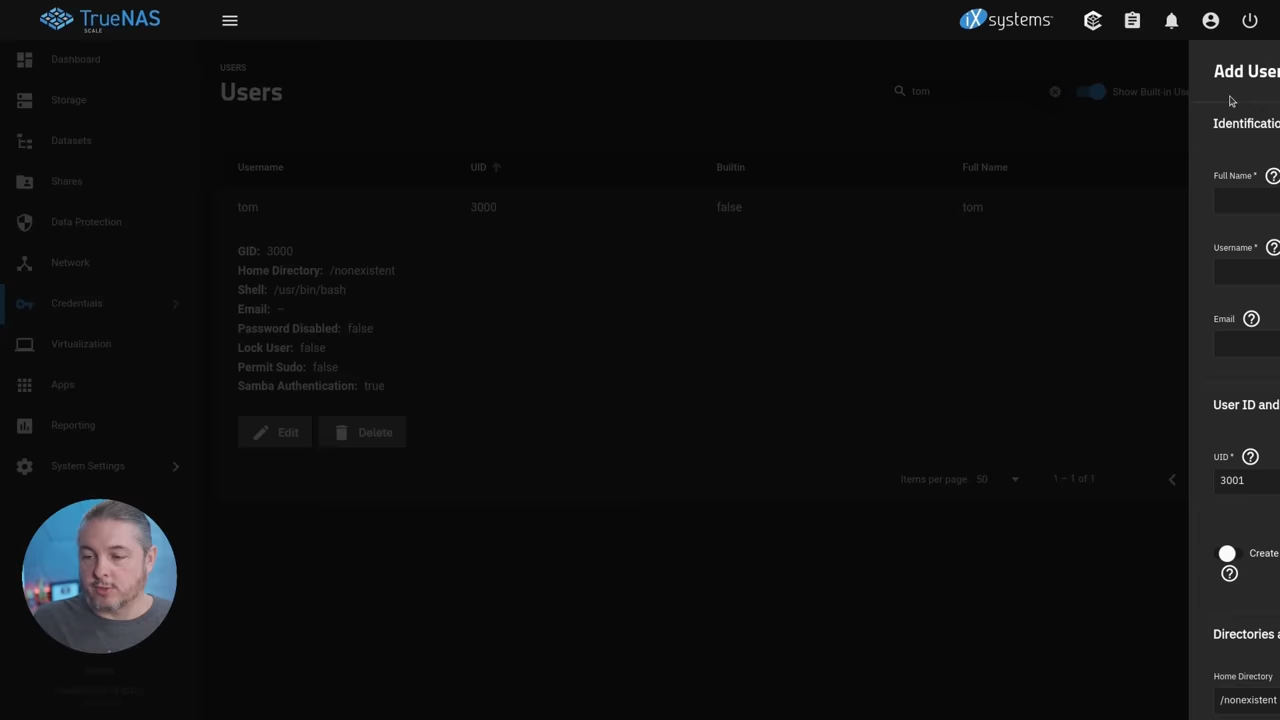 TrueNAS
SCALE
iXsystems
Dashboard
Storage
Datasets
Shares
Data Protection
Network
Credentials
Virtualization
Apps
Reporting
System Settings
USERS
Users
tom
Show Built-in Use
Username UID Builtin Full Name
tom 3000 false tom
GID: 3000
Home Directory: /nonexistent
Shell: /usr/bin/bash
Email: –
Password Disabled: false
Lock User: false
Permit Sudo: false
Samba Authentication: true
Edit Delete
Items per page: 50 1 – 1 of 1
Add User
Identificatio
Full Name *
Username *
Email
User ID and
UID *
3001
Create
Directories a
Home Directory
/nonexistent